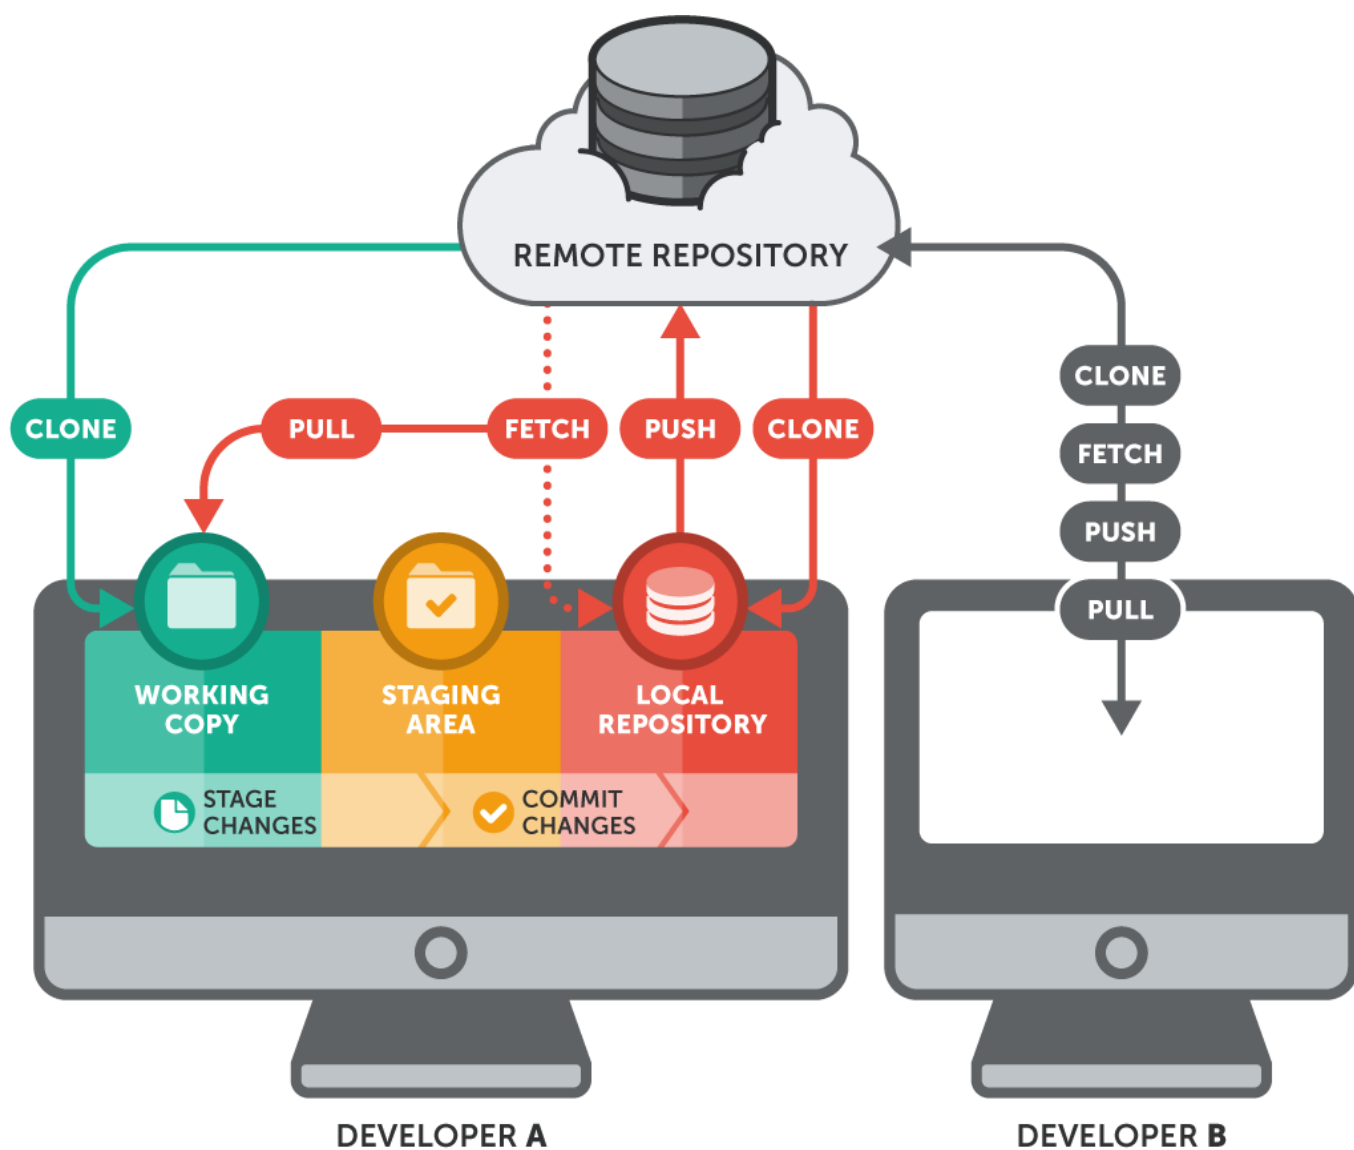 REMOTE REPOSITORY
CLONE
PULL
FETCH
PUSH
CLONE
CLONE
FETCH
PUSH
PULL
WORKING
COPY
STAGING
AREA
LOCAL
REPOSITORY
STAGE
CHANGES
COMMIT
CHANGES
DEVELOPER A
DEVELOPER B